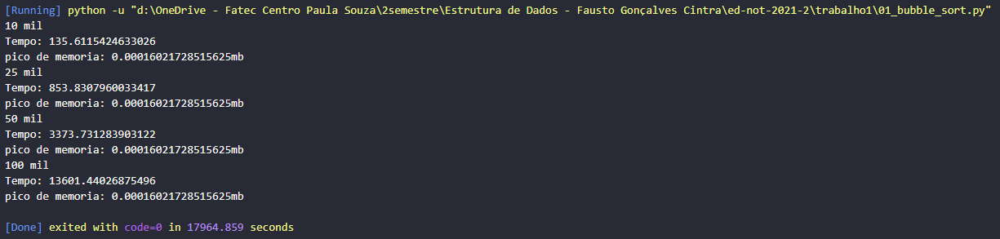 [Running] python -u "d:\OneDrive - Fatec Centro Paula Souza\2semestre\Estrutura de Dados - Fausto Gonçalves Cintra\ed-not-2021-2\trabalho1\01_bubble_sort.py"
10 mil
Tempo: 135.6115424633026
pico de memoria: 0.00016021728515625mb
25 mil
Tempo: 853.8307960033417
pico de memoria: 0.00016021728515625mb
50 mil
Tempo: 3373.731283903122
pico de memoria: 0.00016021728515625mb
100 mil
Tempo: 13601.44026875496
pico de memoria: 0.00016021728515625mb
[Done] exited with code=0 in 17964.859 seconds